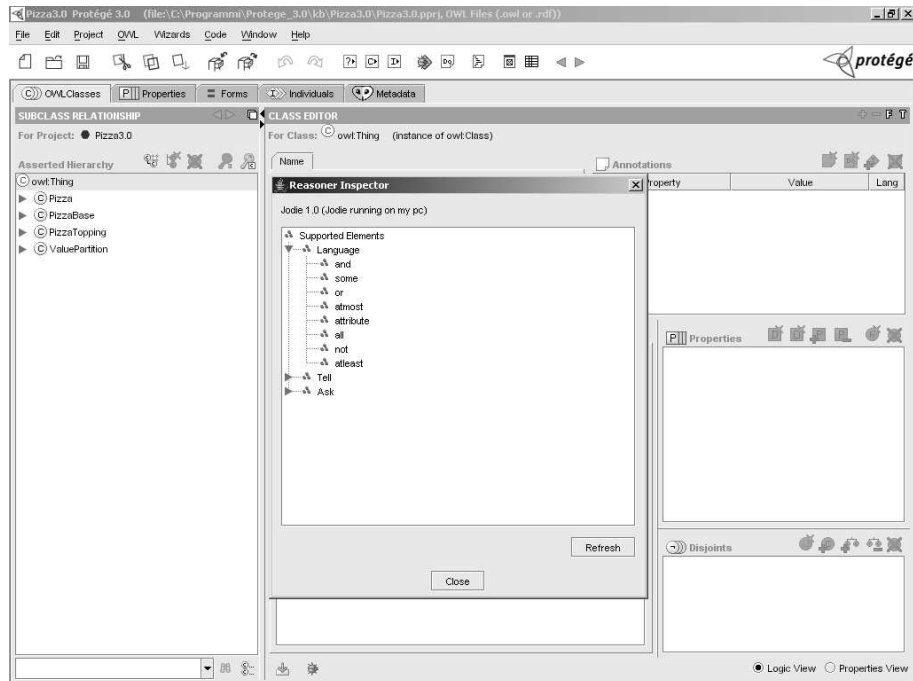 Pizza3.0 Protégé 3.0 (file:\C:\Programmi\Protege_3.0\kb\Pizza3.0\Pizza3.0.pprj, OWL Files (.owl or .rdf))
File Edit Project OWL Wizards Code Window Help
protégé
OWLClasses Properties Forms Individuals Metadata
SUBCLASS RELATIONSHIP
For Project: Pizza3.0
Asserted Hierarchy
owl:Thing
Pizza
PizzaBase
PizzaTopping
ValuePartition
CLASS EDITOR
For Class: owl:Thing (instance of owl:Class)
Name
Annotations
Property Value Lang
Reasoner Inspector
Jodie 1.0 (Jodie running on my pc)
Supported Elements
Language
and
some
or
atmost
attribute
all
not
atleast
Tell
Ask
Refresh
Close
Properties
Disjoints
Logic View Properties View